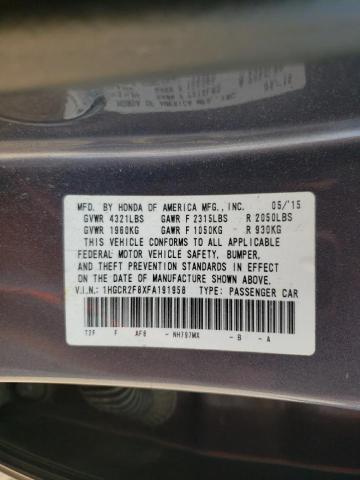 MFD. BY HONDA OF AMERICA MFG., INC. 05/'15
GVWR 4321LBS GAWR F 2315LBS R 2050LBS
GVWR 1960KG GAWR F 1050KG R 930KG
THIS VEHICLE CONFORMS TO ALL APPLICABLE
FEDERAL MOTOR VEHICLE SAFETY, BUMPER,
AND THEFT PREVENTION STANDARDS IN EFFECT ON
THE DATE OF MANUFACTURE SHOWN ABOVE.
V.I.N.: 1HGCR2F8XFA191958 TYPE: PASSENGER CAR
T2F F AF6 - NH797MX - B - A